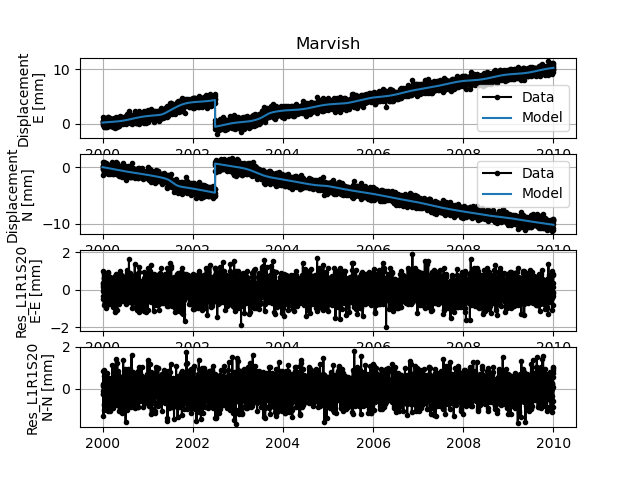 Marvish
Displacement
E [mm]
10
0
Data
Model
2000
2002
2004
2006
2008
2010
Displacement
N [mm]
0
−10
Data
Model
2000
2002
2004
2006
2008
2010
Res_L1R1S20
E-E [mm]
2
0
−2
2000
2002
2004
2006
2008
2010
Res_L1R1S20
N-N [mm]
2
0
2000
2002
2004
2006
2008
2010